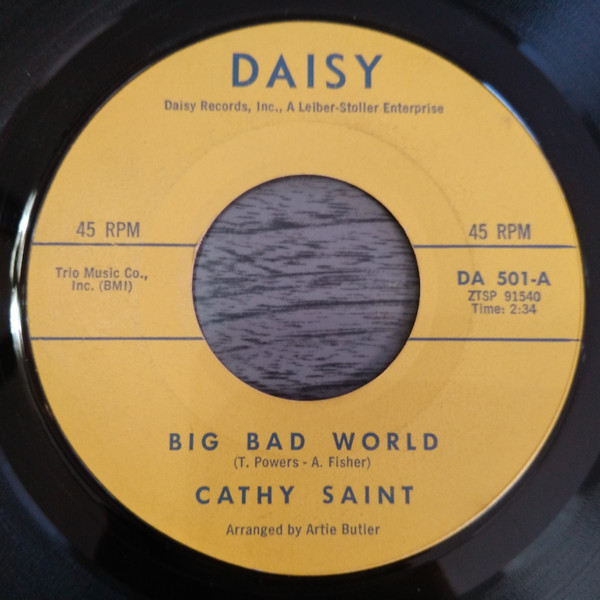 DAISY
Daisy Records, Inc., A Leiber-Stoller Enterprise
45 RPM
45 RPM
Trio Music Co.,
Inc. (BMI)
DA 501-A
ZTSP 91540
Time: 2:34
BIG BAD WORLD
(T. Powers - A. Fisher)
CATHY SAINT
Arranged by Artie Butler